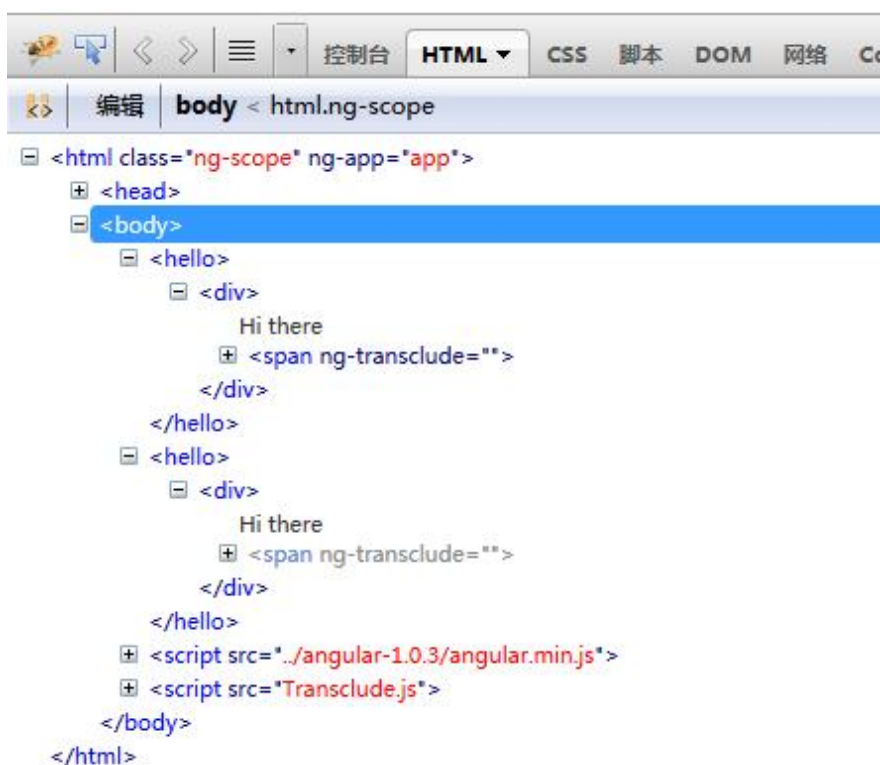 控制台 HTML CSS 脚本 DOM 网络 Co
编辑 body < html.ng-scope
<html class="ng-scope" ng-app="app">
<head>
<body>
<hello>
<div>
Hi there
<span ng-transclude="">
</div>
</hello>
<hello>
<div>
Hi there
<span ng-transclude="">
</div>
</hello>
<script src="../angular-1.0.3/angular.min.js">
<script src="Transclude.js">
</body>
</html>